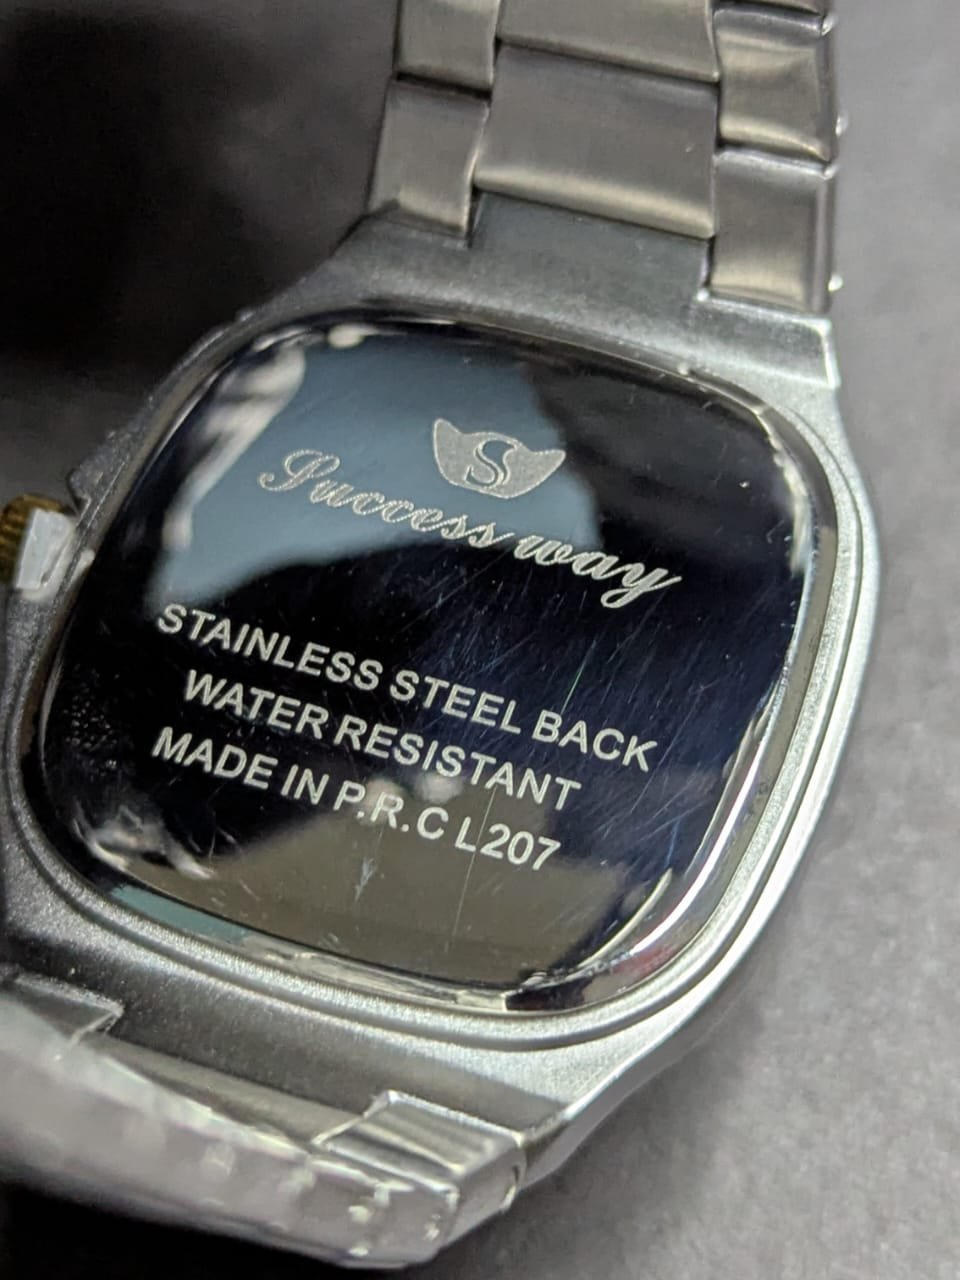 S
Success way
STAINLESS STEEL BACK
WATER RESISTANT
MADE IN P.R.C L207